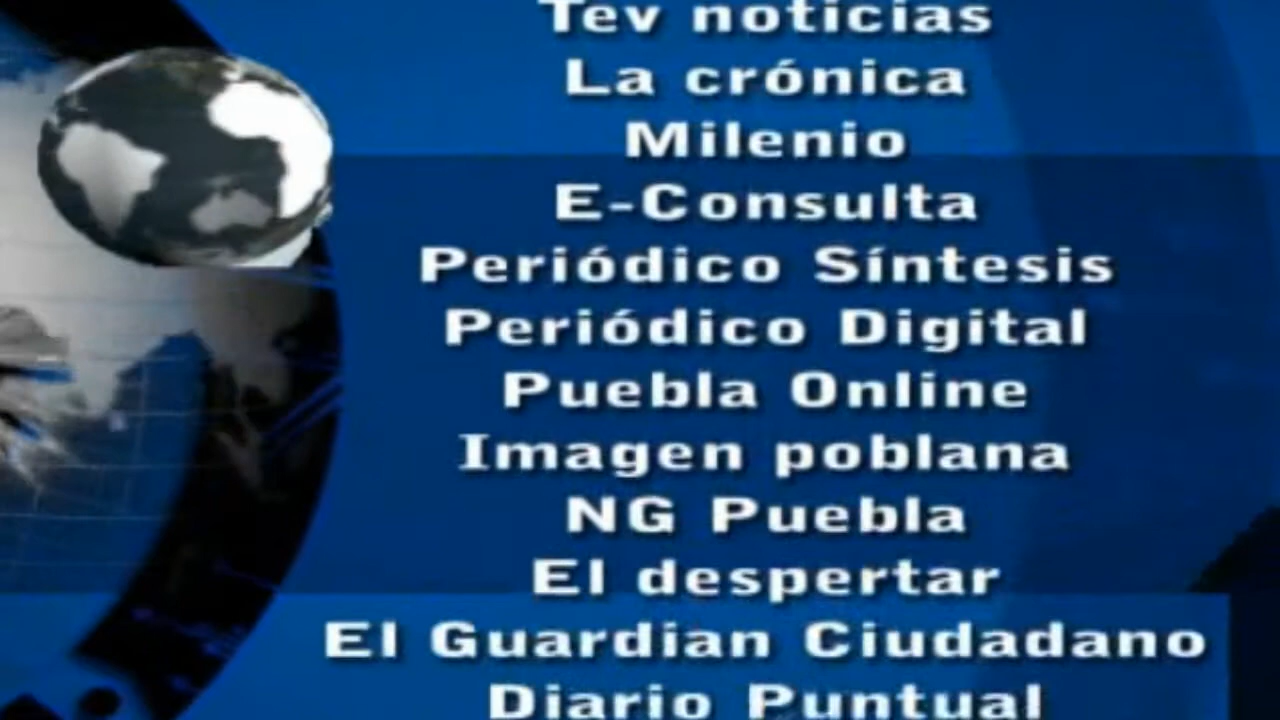 Tev noticias
La crónica
Milenio
E-Consulta
Periódico Síntesis
Periódico Digital
Puebla Online
Imagen poblana
NG Puebla
El despertar
El Guardian Ciudadano
Diario Puntual